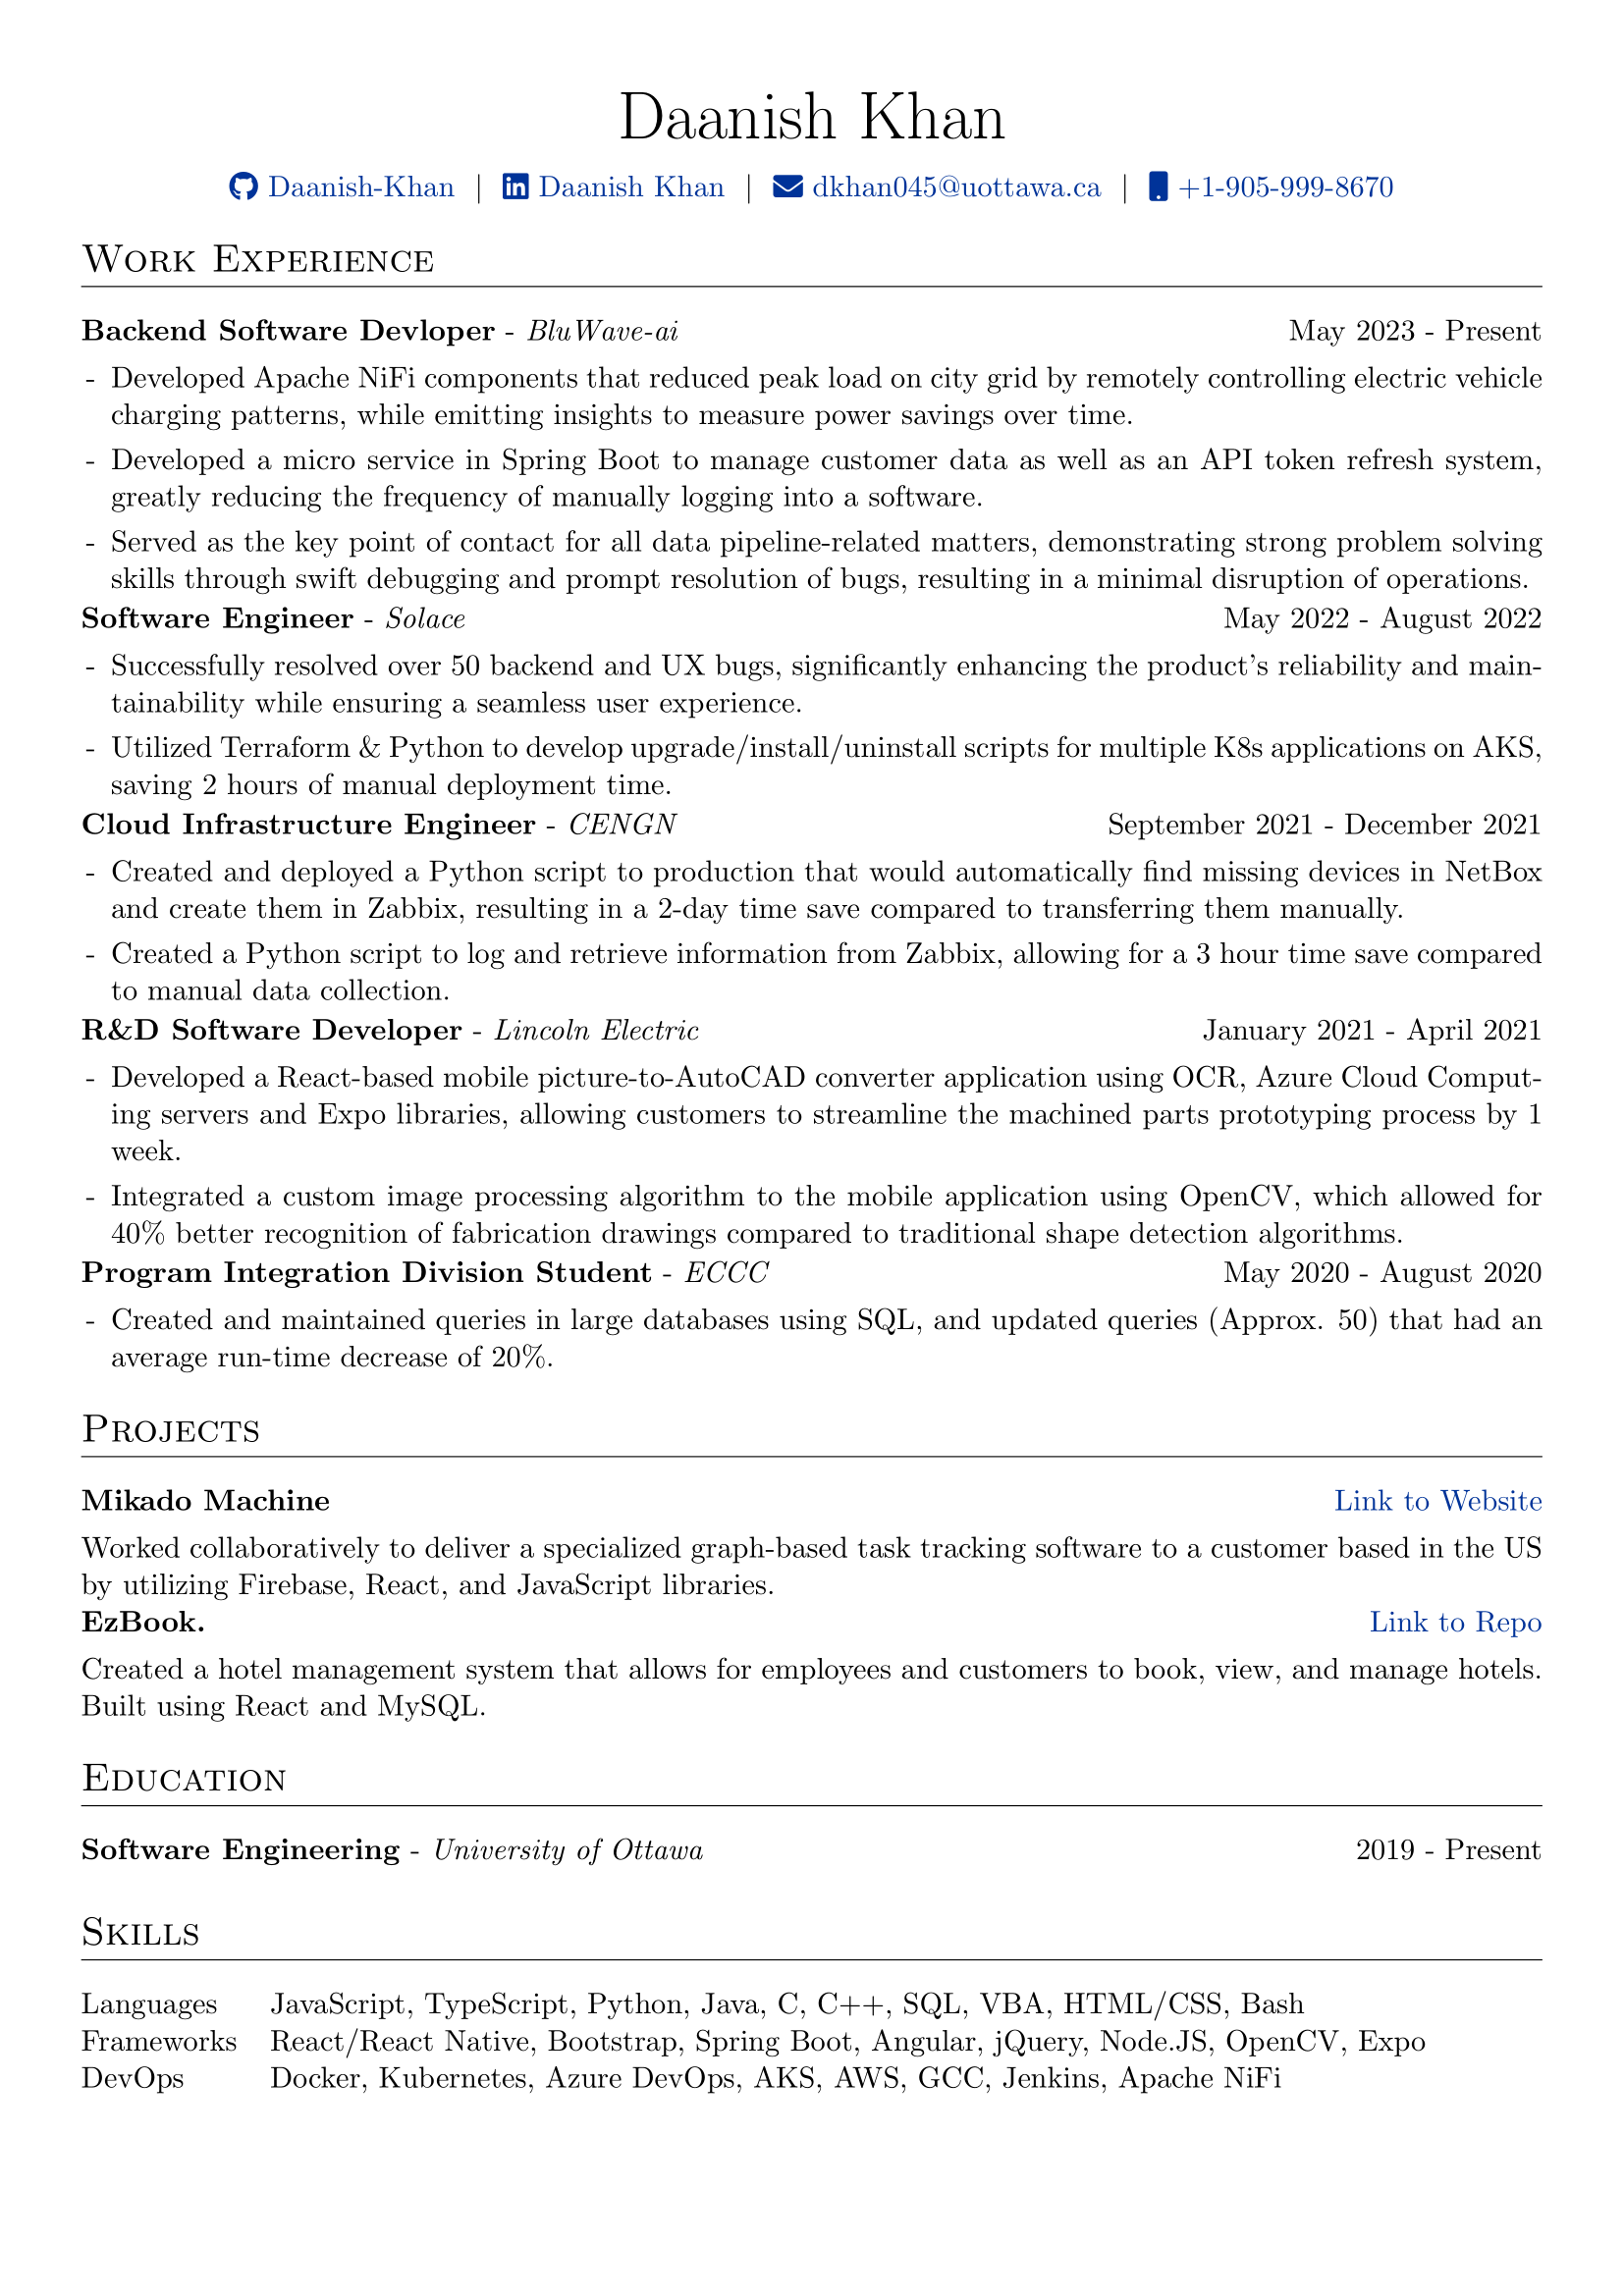 Daanish Khan
Daanish-Khan | Daanish Khan | dkhan045@uottawa.ca | +1-905-999-8670
Work Experience
Backend Software Devloper - BluWave-ai May 2023 - Present
- Developed Apache NiFi components that reduced peak load on city grid by remotely controlling electric vehicle
charging patterns, while emitting insights to measure power savings over time.
- Developed a micro service in Spring Boot to manage customer data as well as an API token refresh system,
greatly reducing the frequency of manually logging into a software.
- Served as the key point of contact for all data pipeline-related matters, demonstrating strong problem solving
skills through swift debugging and prompt resolution of bugs, resulting in a minimal disruption of operations.
Software Engineer - Solace May 2022 - August 2022
- Successfully resolved over 50 backend and UX bugs, significantly enhancing the product's reliability and main-
tainability while ensuring a seamless user experience.
- Utilized Terraform & Python to develop upgrade/install/uninstall scripts for multiple K8s applications on AKS,
saving 2 hours of manual deployment time.
Cloud Infrastructure Engineer - CENGN September 2021 - December 2021
- Created and deployed a Python script to production that would automatically find missing devices in NetBox
and create them in Zabbix, resulting in a 2-day time save compared to transferring them manually.
- Created a Python script to log and retrieve information from Zabbix, allowing for a 3 hour time save compared
to manual data collection.
R&D Software Developer - Lincoln Electric January 2021 - April 2021
- Developed a React-based mobile picture-to-AutoCAD converter application using OCR, Azure Cloud Comput-
ing servers and Expo libraries, allowing customers to streamline the machined parts prototyping process by 1
week.
- Integrated a custom image processing algorithm to the mobile application using OpenCV, which allowed for
40% better recognition of fabrication drawings compared to traditional shape detection algorithms.
Program Integration Division Student - ECCC May 2020 - August 2020
- Created and maintained queries in large databases using SQL, and updated queries (Approx. 50) that had an
average run-time decrease of 20%.
Projects
Mikado Machine Link to Website
Worked collaboratively to deliver a specialized graph-based task tracking software to a customer based in the US
by utilizing Firebase, React, and JavaScript libraries.
EzBook. Link to Repo
Created a hotel management system that allows for employees and customers to book, view, and manage hotels.
Built using React and MySQL.
Education
Software Engineering - University of Ottawa 2019 - Present
Skills
Languages JavaScript, TypeScript, Python, Java, C, C++, SQL, VBA, HTML/CSS, Bash
Frameworks React/React Native, Bootstrap, Spring Boot, Angular, jQuery, Node.JS, OpenCV, Expo
DevOps Docker, Kubernetes, Azure DevOps, AKS, AWS, GCC, Jenkins, Apache NiFi